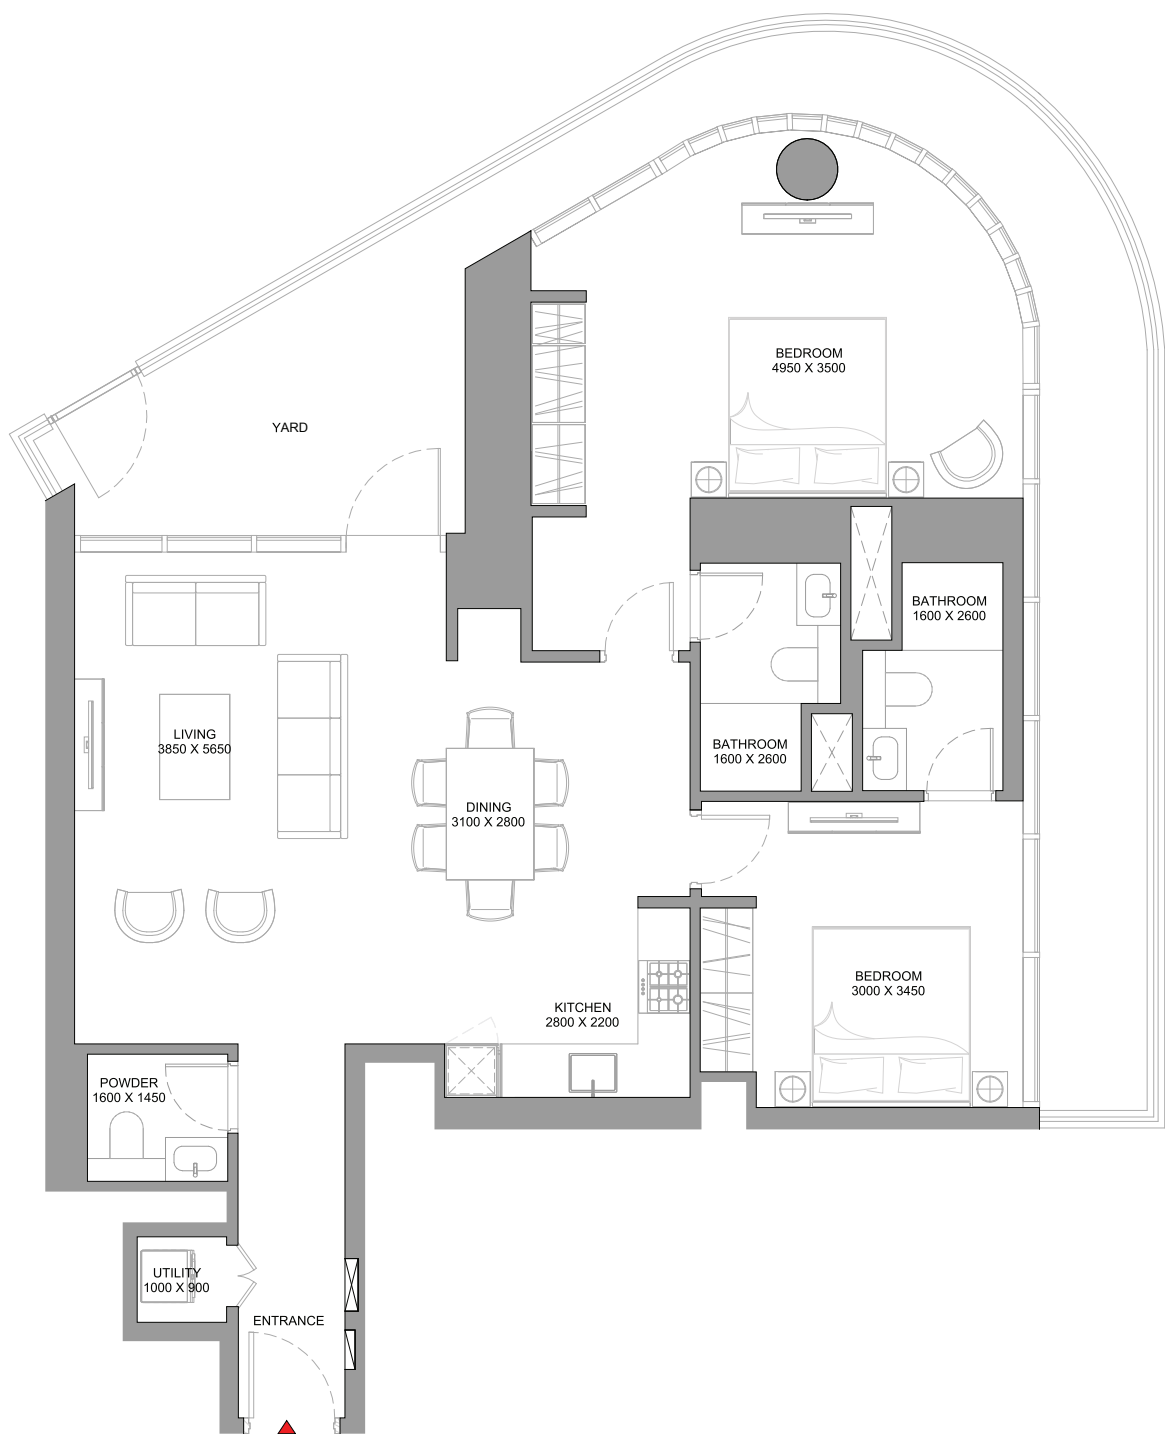 BEDROOM
4950 X 3500
YARD
BATHROOM
1600 X 2600
LIVING
3850 X 5650
BATHROOM
1600 X 2600
DINING
3100 X 2800
BEDROOM
3000 X 3450
KITCHEN
2800 X 2200
POWDER
1600 X 1450
UTILITY
1000 X 900
ENTRANCE